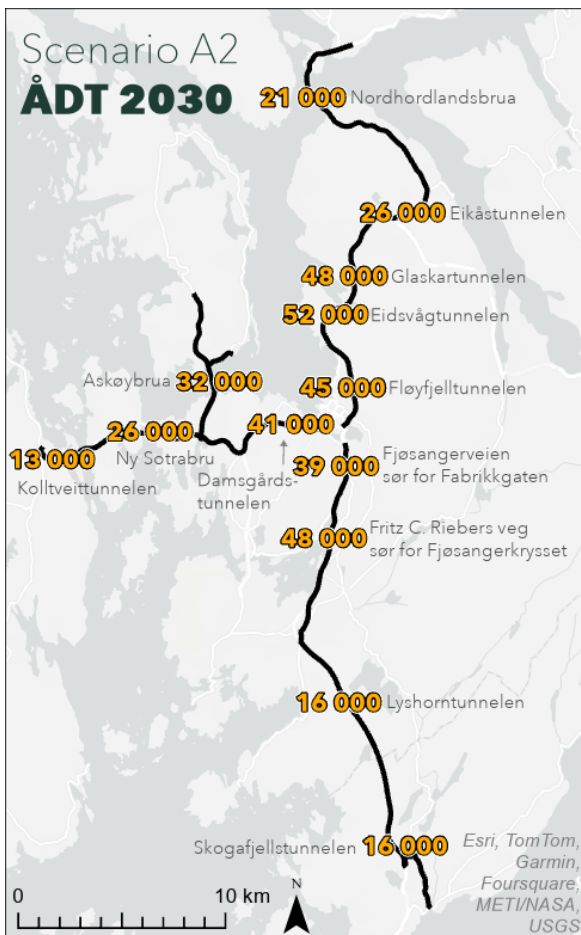 Scenario A2
ÅDT 2030
21 000 Nordhordlandsbrua
26 000 Eikåstunnelen
48 000 Glaskartunnelen
52 000 Eidsvågtunnelen
Askøybrua 32 000
45 000 Fløyfjelltunnelen
41 000
26 000
13 000
Ny Sotrabru
Kolltveittunnelen
Damsgårds-
tunnelen
39 000
Fjøsangerveien
sør for Fabrikkgaten
48 000
Fritz C. Riebers veg
sør for Fjøsangerkrysset
16 000 Lyshorntunnelen
Skogafjellstunnelen 16 000
Esri, TomTom,
Garmin,
Foursquare,
METI/NASA,
USGS
0 10 km
N